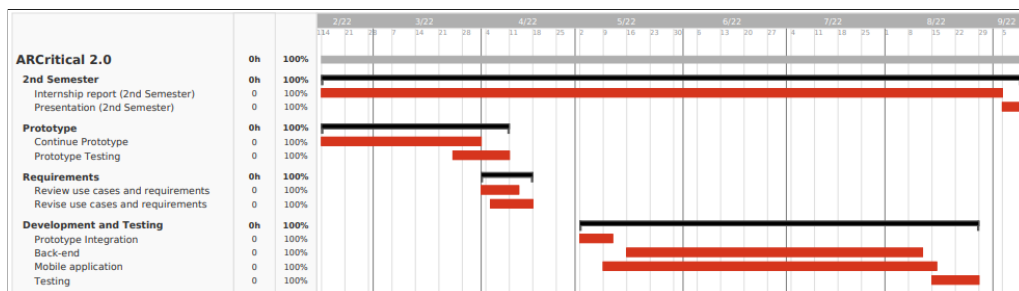 2/22 3/22 4/22 5/22 6/22 7/22 8/22 9/22
14 21 28 7 14 21 28 4 11 18 25 2 9 16 23 30 6 13 20 27 4 11 18 25 1 8 15 22 29 5
ARCritical 2.0 0h 100%
2nd Semester 0h 100%
Internship report (2nd Semester) 0 100%
Presentation (2nd Semester) 0 100%
Prototype 0h 100%
Continue Prototype 0 100%
Prototype Testing 0 100%
Requirements 0h 100%
Review use cases and requirements 0 100%
Revise use cases and requirements 0 100%
Development and Testing 0h 100%
Prototype Integration 0 100%
Back-end 0 100%
Mobile application 0 100%
Testing 0 100%